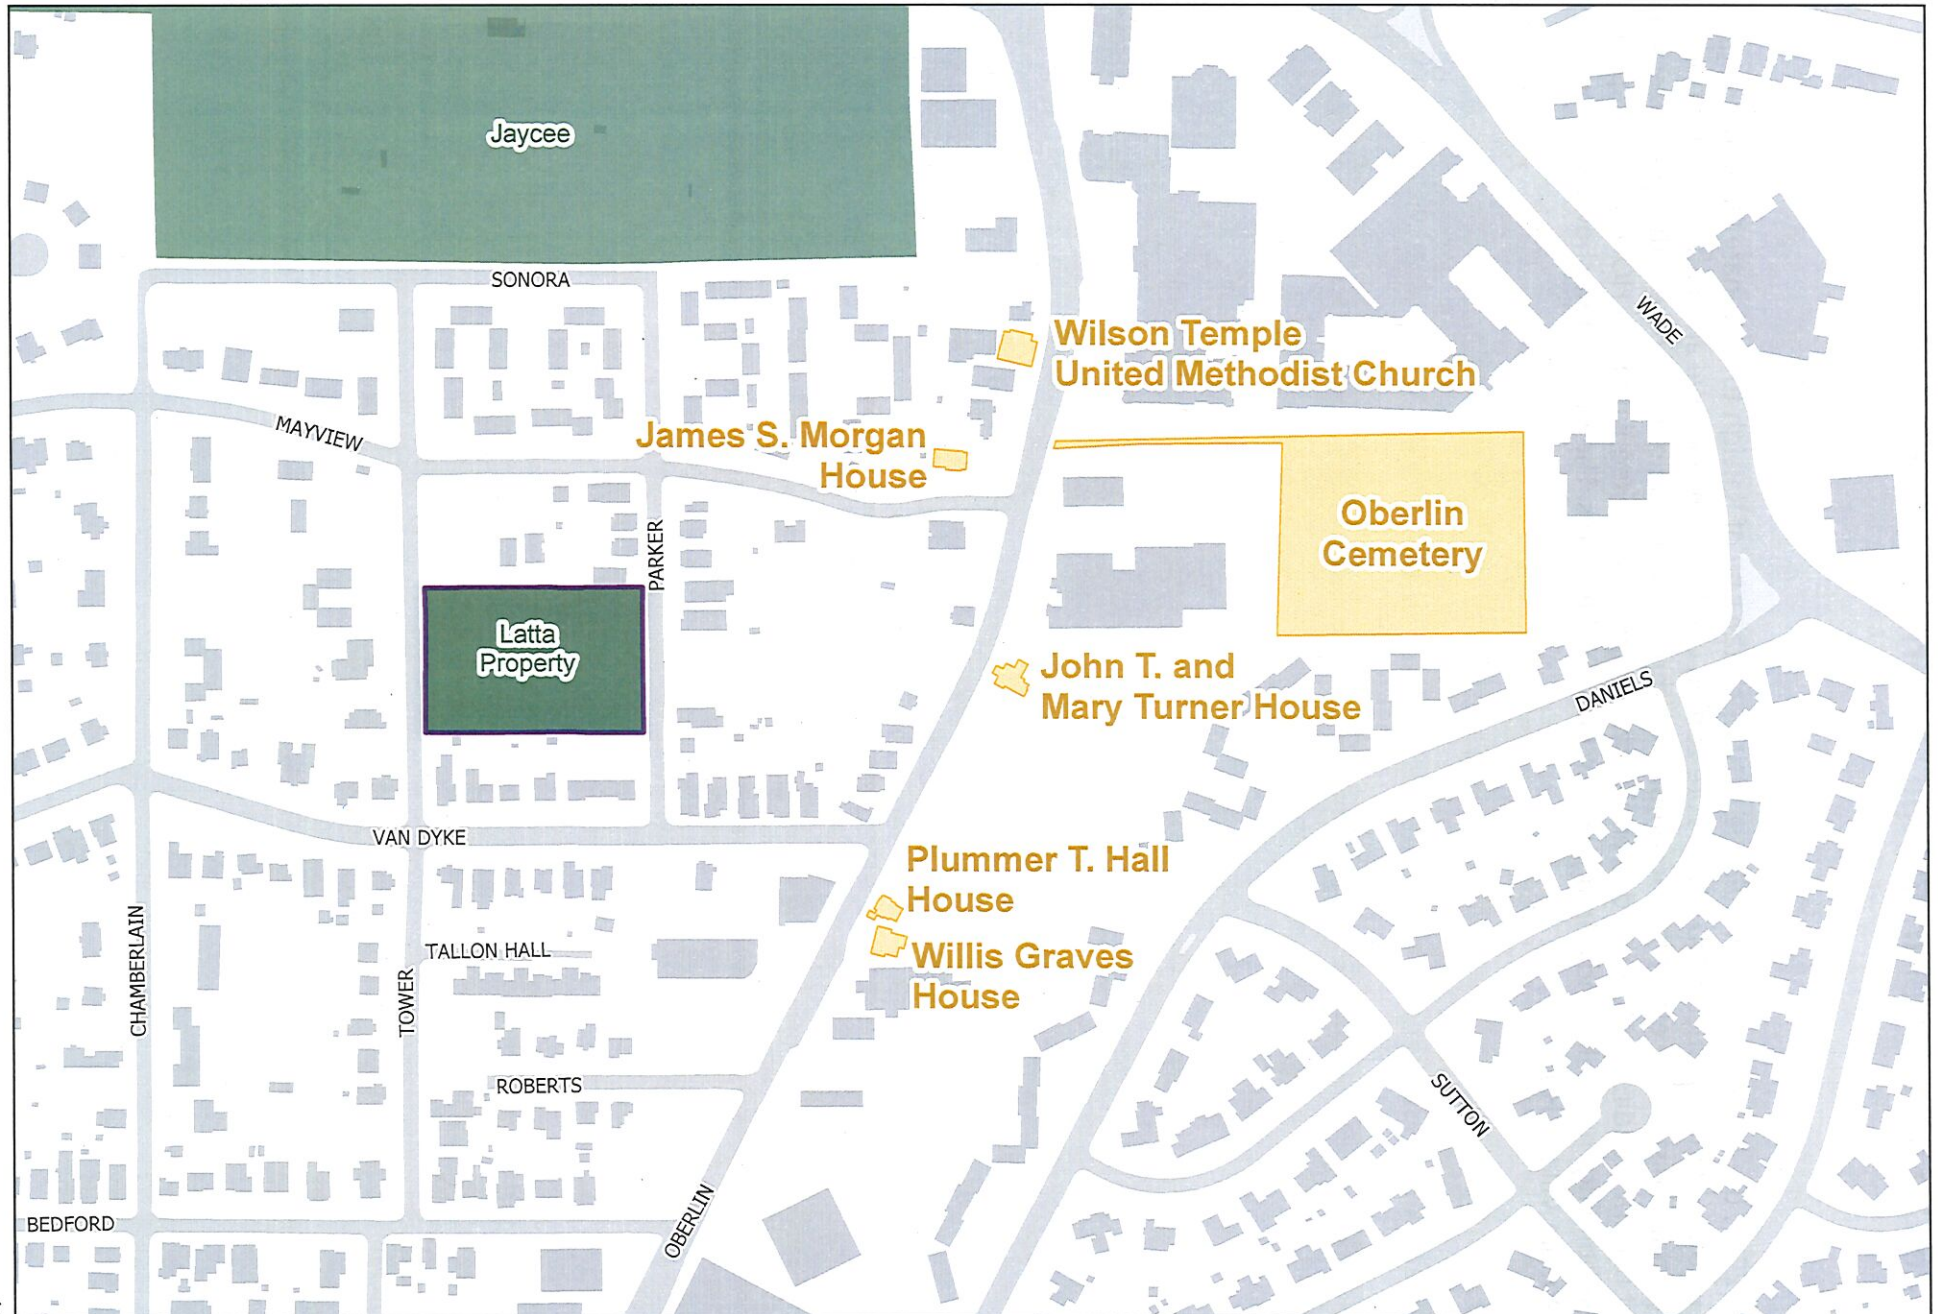 Jaycee
SONORA
WADE
Wilson Temple
United Methodist Church
MAYVIEW
James S. Morgan
House
Oberlin
Cemetery
PARKER
Latta
Property
John T. and
Mary Turner House
DANIELS
VAN DYKE
Plummer T. Hall
House
CHAMBERLAIN
TALLON HALL
TOWER
Willis Graves
House
ROBERTS
SUTTON
OBERLIN
BEDFORD